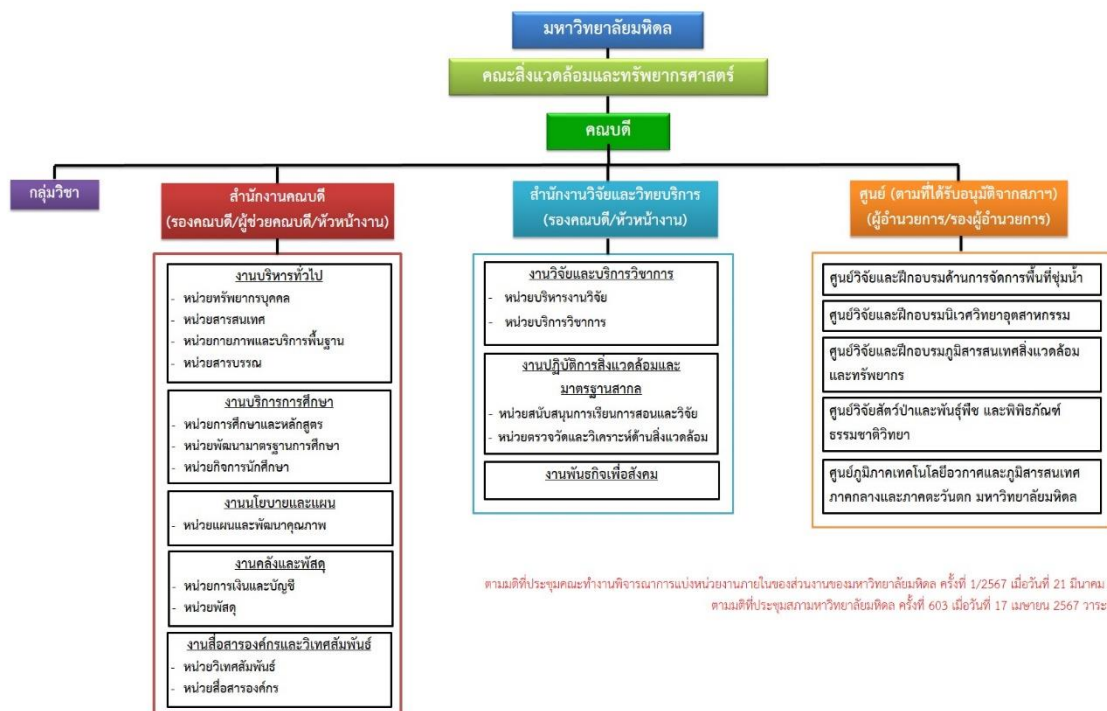 มหาวิทยาลัยมหิดล
คณะสิ่งแวดล้อมและทรัพยากรศาสตร์
คณบดี
กลุ่มวิชา
สำนักงานคณบดี
(รองคณบดี/ผู้ช่วยคณบดี/หัวหน้างาน)
งานบริหารทั่วไป
- หน่วยทรัพยากรบุคคล
- หน่วยสารสนเทศ
- หน่วยกายภาพและบริการพื้นฐาน
- หน่วยสารบรรณ
งานบริการการศึกษา
- หน่วยการศึกษาและหลักสูตร
- หน่วยพัฒนามาตรฐานการศึกษา
- หน่วยกิจการนักศึกษา
งานนโยบายและแผน
- หน่วยแผนและพัฒนาคุณภาพ
งานคลังและพัสดุ
- หน่วยการเงินและบัญชี
- หน่วยพัสดุ
งานสื่อสารองค์กรและวิเทศสัมพันธ์
- หน่วยวิเทศสัมพันธ์
- หน่วยสื่อสารองค์กร
สำนักงานวิจัยและวิทยบริการ
(รองคณบดี/หัวหน้างาน)
งานวิจัยและบริการวิชาการ
- หน่วยบริหารงานวิจัย
- หน่วยบริการวิชาการ
งานปฏิบัติการสิ่งแวดล้อมและ
มาตรฐานสากล
- หน่วยสนับสนุนการเรียนการสอนและวิจัย
- หน่วยตรวจวัดและวิเคราะห์ด้านสิ่งแวดล้อม
งานพันธกิจเพื่อสังคม
ศูนย์ (ตามที่ได้รับอนุมัติจากสภาฯ)
(ผู้อำนวยการ/รองผู้อำนวยการ)
ศูนย์วิจัยและฝึกอบรมด้านการจัดการพื้นที่ชุ่มน้ำ
ศูนย์วิจัยและฝึกอบรมนิเวศวิทยาอุตสาหกรรม
ศูนย์วิจัยและฝึกอบรมภูมิสารสนเทศสิ่งแวดล้อม
และทรัพยากร
ศูนย์วิจัยสัตว์ป่าและพันธุ์พืช และพิพิธภัณฑ์
ธรรมชาติวิทยา
ศูนย์ภูมิภาคเทคโนโลยีอวกาศและภูมิสารสนเทศ
ภาคกลางและภาคตะวันตก มหาวิทยาลัยมหิดล
ตามมติที่ประชุมคณะทำงานพิจารณาการแบ่งหน่วยงานภายในของส่วนงานของมหาวิทยาลัยมหิดล ครั้งที่ 1/2567 เมื่อวันที่ 21 มีนาคม
ตามมติที่ประชุมสภามหาวิทยาลัยมหิดล ครั้งที่ 603 เมื่อวันที่ 17 เมษายน 2567 วาระ